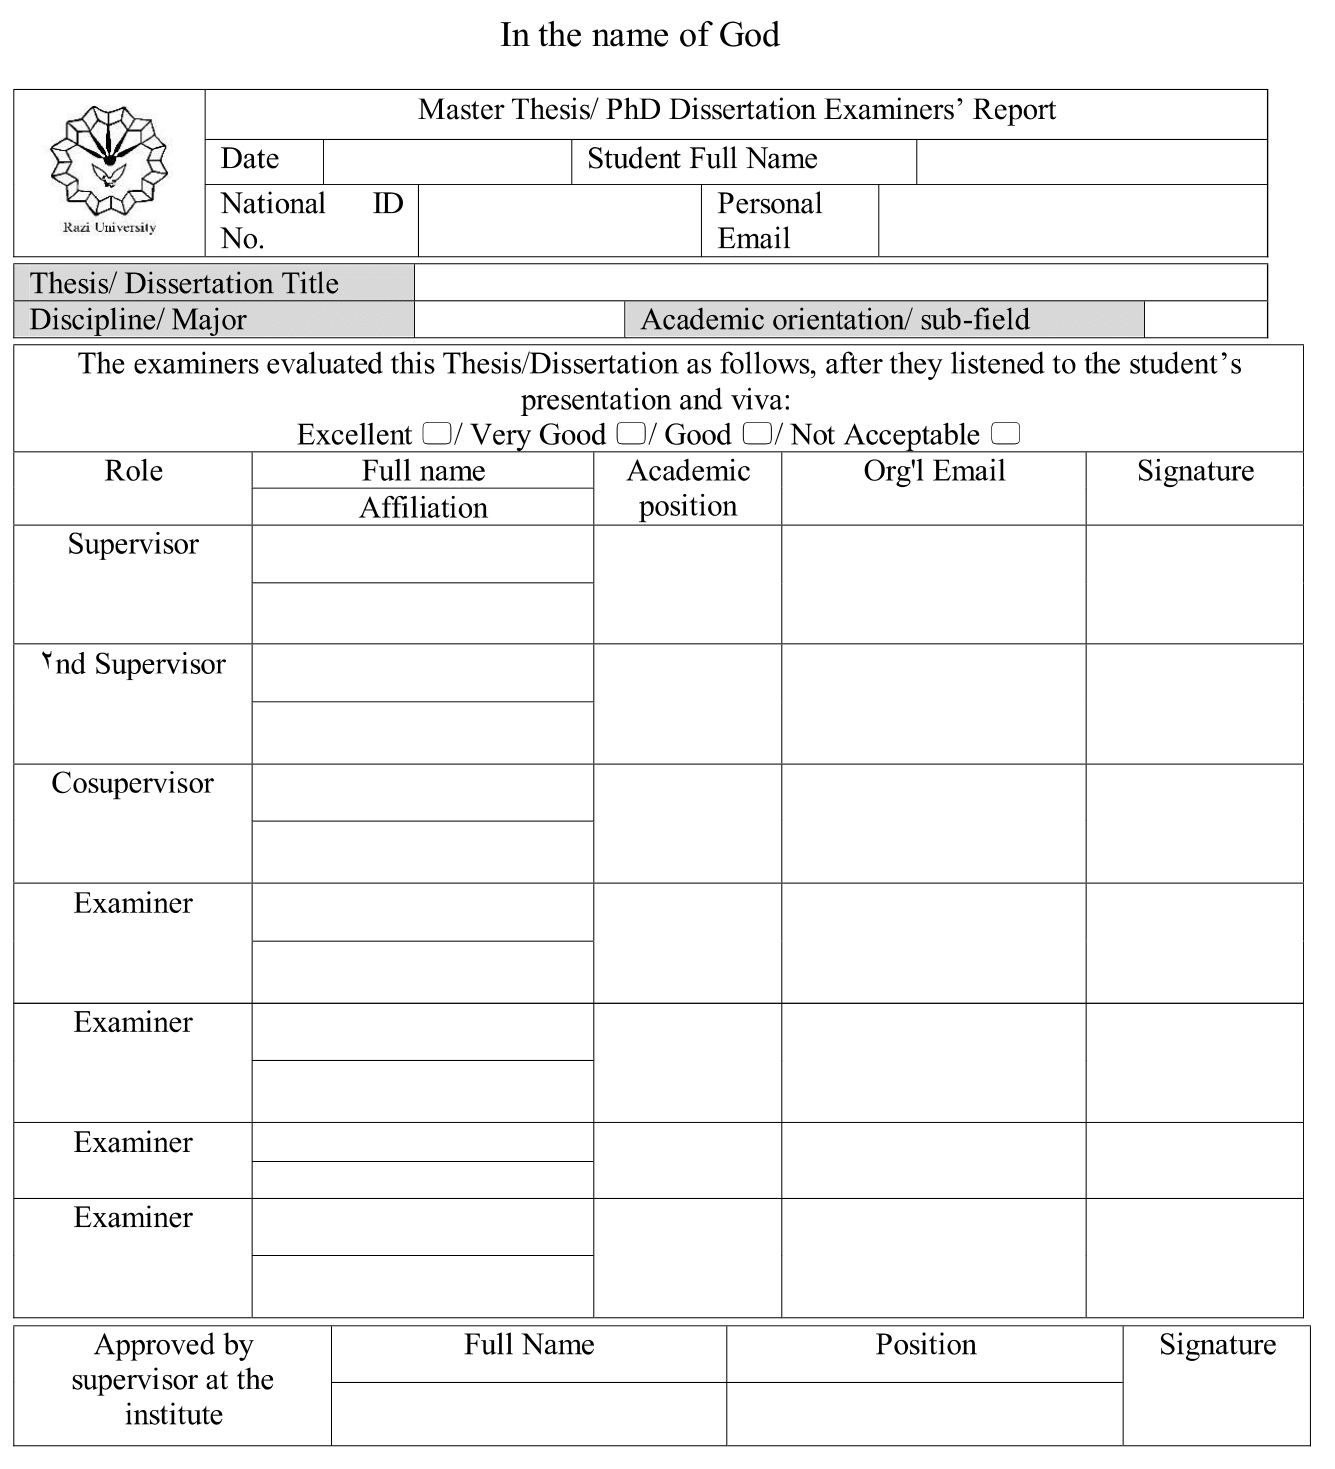 In the name of God
Master Thesis/ PhD Dissertation Examiners’ Report
Razi University
Date
Student Full Name
National ID
No.
Personal
Email
Thesis/ Dissertation Title
Discipline/ Major
Academic orientation/ sub-field
The examiners evaluated this Thesis/Dissertation as follows, after they listened to the student’s
presentation and viva:
Excellent / Very Good / Good / Not Acceptable
Role
Full name
Affiliation
Academic
position
Org'l Email
Signature
Supervisor
۲nd Supervisor
Cosupervisor
Examiner
Examiner
Examiner
Examiner
Approved by
supervisor at the
institute
Full Name
Position
Signature